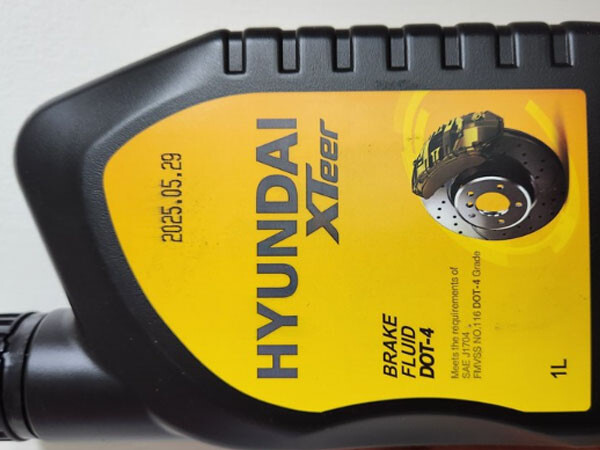 2025.05.29
HYUNDAI
XTeer
BRAKE
FLUID
DOT-4
Meets the requirements of
SAE J1704 ,
FMVSS NO.116 DOT-4 Grade
1L